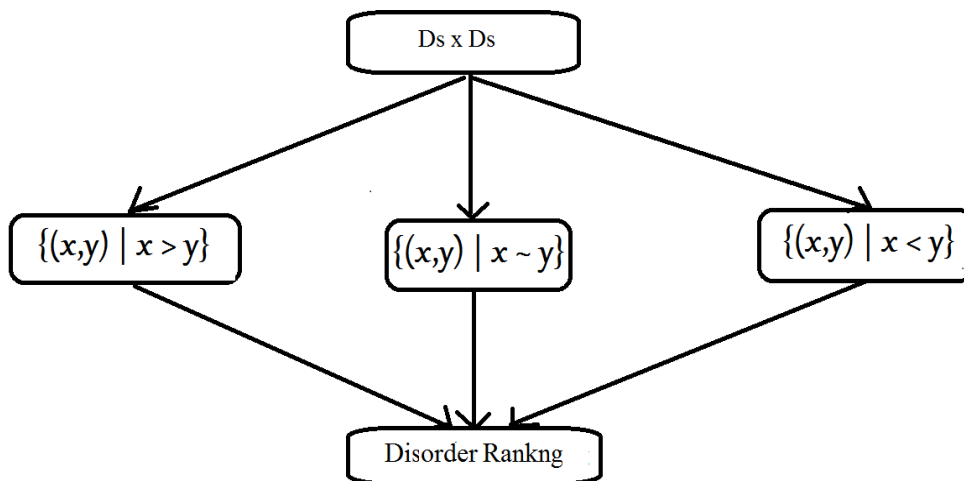 Ds x Ds
{(x,y) | x > y}
{(x,y) | x ~ y}
{(x,y) | x < y}
Disorder Rankng